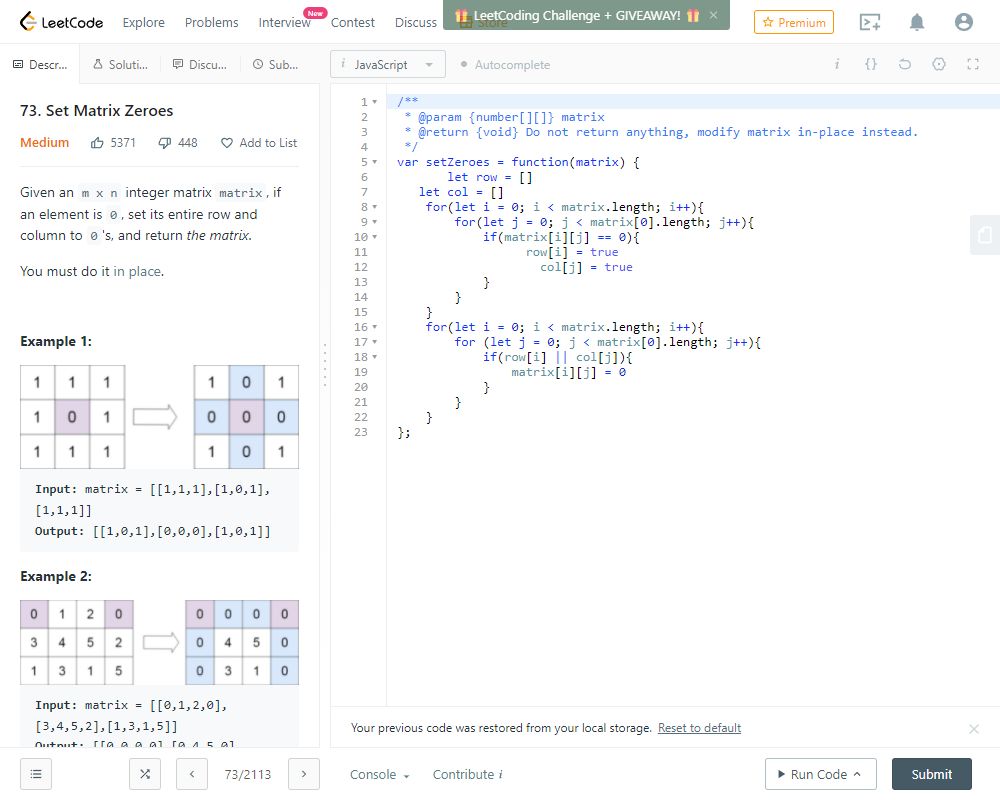 LeetCode
Explore
Problems
Interview
New
Contest
Discuss
LeetCoding Challenge + GIVEAWAY!
×
Store
Premium
Descr...
Soluti...
Discu...
Sub...
i JavaScript
Autocomplete
i
{}
73. Set Matrix Zeroes
Medium
5371
448
Add to List
Given an m x n integer matrix matrix, if
an element is 0, set its entire row and
column to 0's, and return the matrix.
You must do it in place.
Example 1:
1 1 1
1 0 1
1 1 1
1 0 1
0 0 0
1 0 1
Input: matrix = [[1,1,1],[1,0,1],
[1,1,1]]
Output: [[1,0,1],[0,0,0],[1,0,1]]
Example 2:
0 1 2 0
3 4 5 2
1 3 1 5
0 0 0 0
0 4 5 0
0 3 1 0
Input: matrix = [[0,1,2,0],
[3,4,5,2],[1,3,1,5]]
Output: [[0,0,0,0],[0,4,5,0],
1 /**
2 * @param {number[][]} matrix
3 * @return {void} Do not return anything, modify matrix in-place instead.
4 */
5 var setZeroes = function(matrix) {
6 let row = []
7 let col = []
8 for(let i = 0; i < matrix.length; i++){
9 for(let j = 0; j < matrix[0].length; j++){
10 if(matrix[i][j] == 0){
11 row[i] = true
12 col[j] = true
13 }
14 }
15 }
16 for(let i = 0; i < matrix.length; i++){
17 for (let j = 0; j < matrix[0].length; j++){
18 if(row[i] || col[j]){
19 matrix[i][j] = 0
20 }
21 }
22 }
23 };
Your previous code was restored from your local storage. Reset to default
73/2113
Console
Contribute i
Run Code
Submit